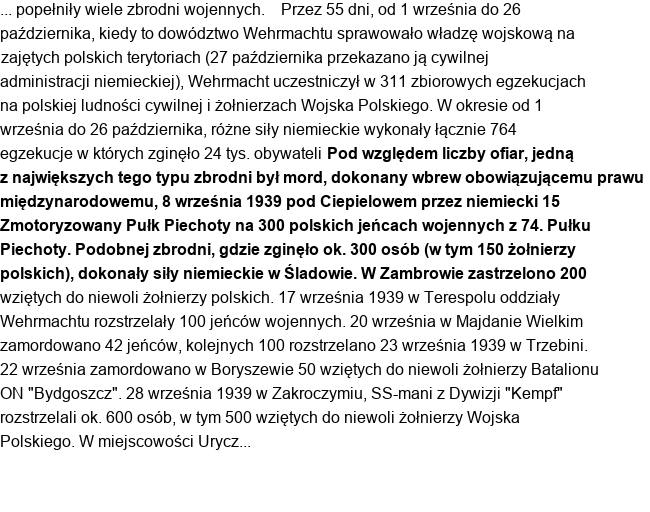 ... popełniły wiele zbrodni wojennych.    Przez 55 dni, od 1 września do 26
października, kiedy to dowództwo Wehrmachtu sprawowało władzę wojskową na
zajętych polskich terytoriach (27 października przekazano ją cywilnej
administracji niemieckiej), Wehrmacht uczestniczył w 311 zbiorowych egzekucjach
na polskiej ludności cywilnej i żołnierzach Wojska Polskiego. W okresie od 1
września do 26 października, różne siły niemieckie wykonały łącznie 764
egzekucje w których zginęło 24 tys. obywateli Pod względem liczby ofiar, jedną
z największych tego typu zbrodni był mord, dokonany wbrew obowiązującemu prawu
międzynarodowemu, 8 września 1939 pod Ciepielowem przez niemiecki 15
Zmotoryzowany Pułk Piechoty na 300 polskich jeńcach wojennych z 74. Pułku
Piechoty. Podobnej zbrodni, gdzie zginęło ok. 300 osób (w tym 150 żołnierzy
polskich), dokonały siły niemieckie w Śladowie. W Zambrowie zastrzelono 200
wziętych do niewoli żołnierzy polskich. 17 września 1939 w Terespolu oddziały
Wehrmachtu rozstrzelały 100 jeńców wojennych. 20 września w Majdanie Wielkim
zamordowano 42 jeńców, kolejnych 100 rozstrzelano 23 września 1939 w Trzebini.
22 września zamordowano w Boryszewie 50 wziętych do niewoli żołnierzy Batalionu
ON "Bydgoszcz". 28 września 1939 w Zakroczymiu, SS-mani z Dywizji "Kempf"
rozstrzelali ok. 600 osób, w tym 500 wziętych do niewoli żołnierzy Wojska
Polskiego. W miejscowości Urycz...